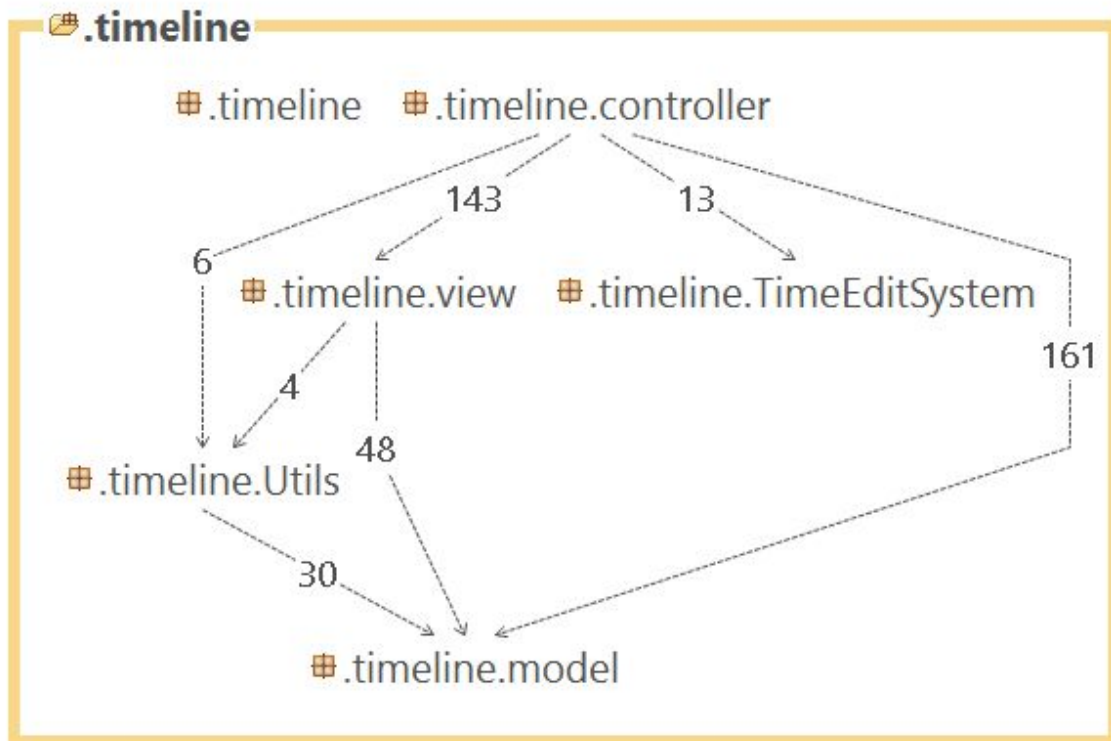 .timeline
.timeline .timeline.controller
143 13
6
.timeline.view .timeline.TimeEditSystem
161
4
48
.timeline.Utils
30
.timeline.model